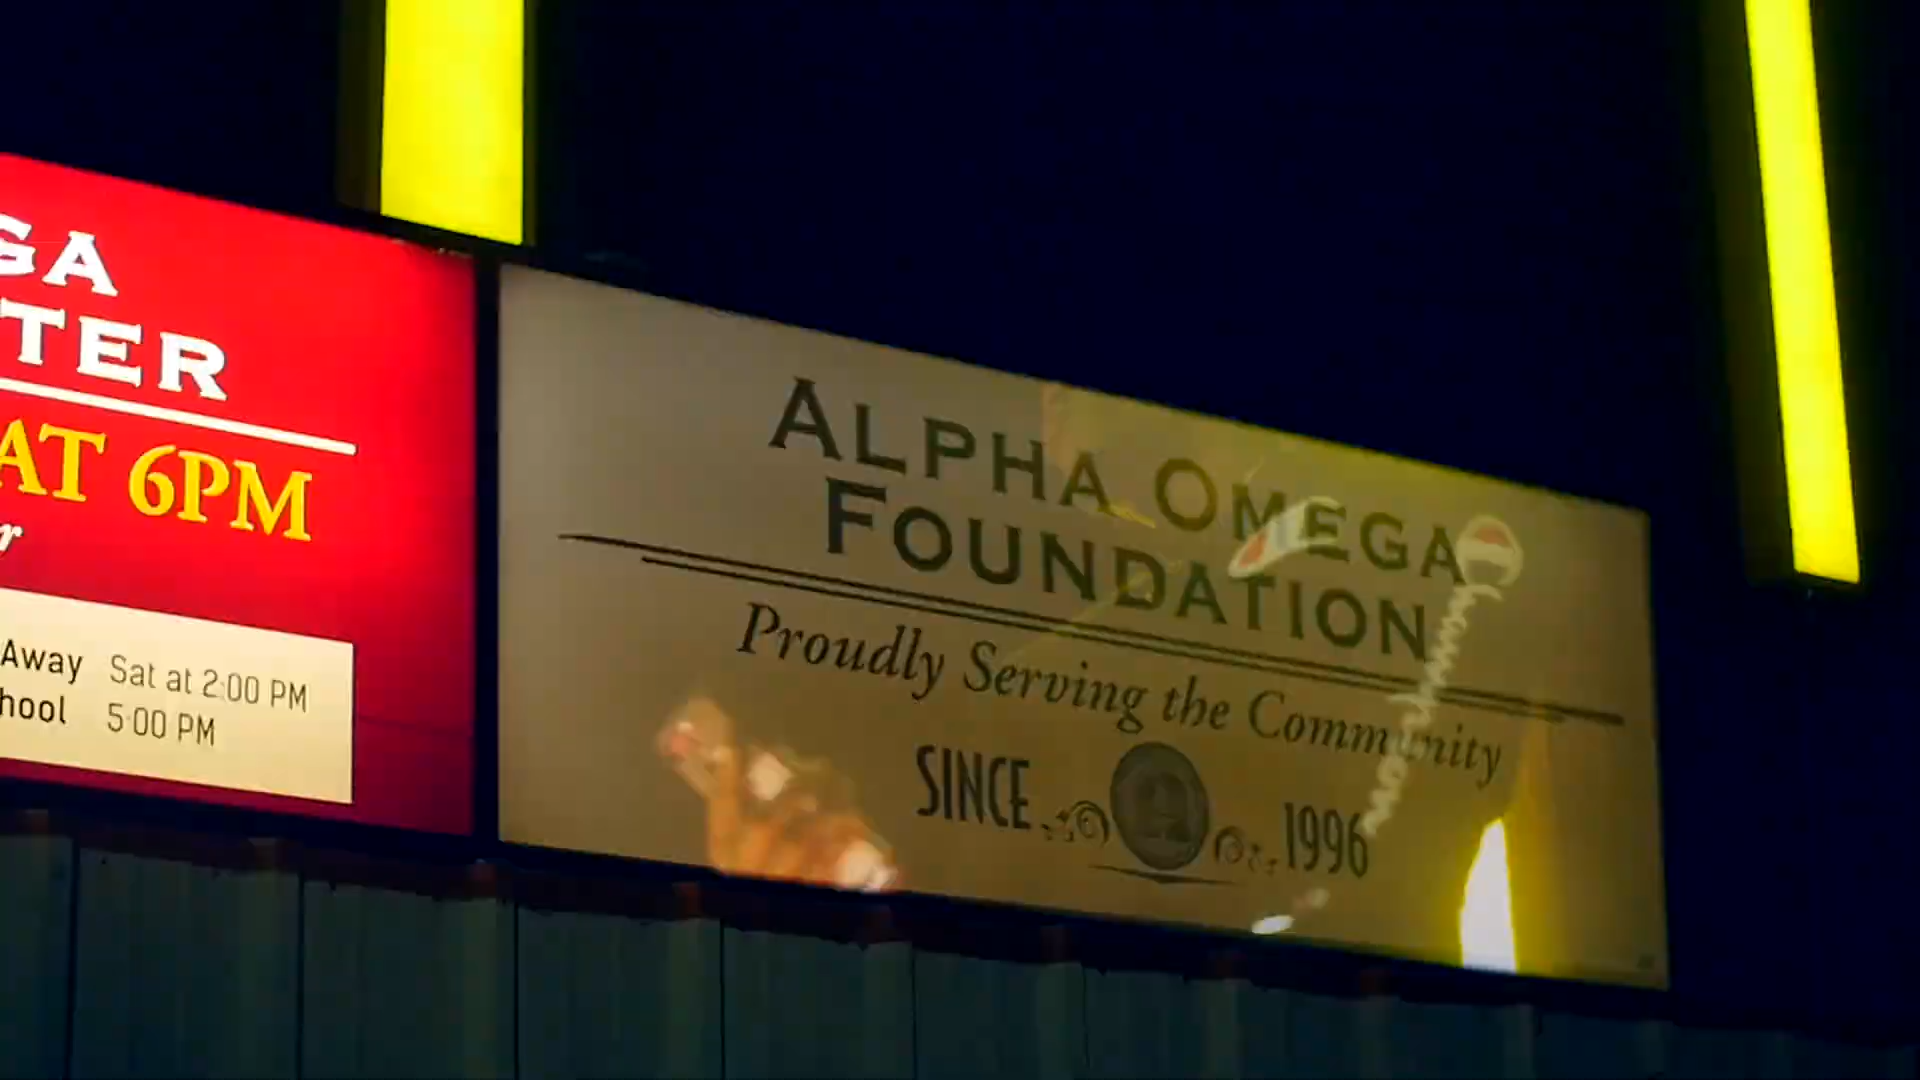 GA
TER
AT 6PM
r
Away Sat at 2:00 PM
hool 5:00 PM
ALPHA OMEGA
FOUNDATION
Proudly Serving the Community
SINCE 1996